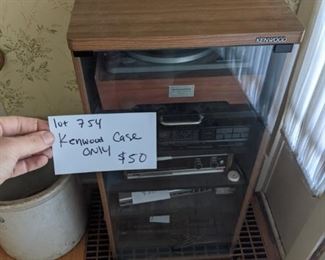 KENWOOD
lot 754
Kenwood Case
ONLY
$50